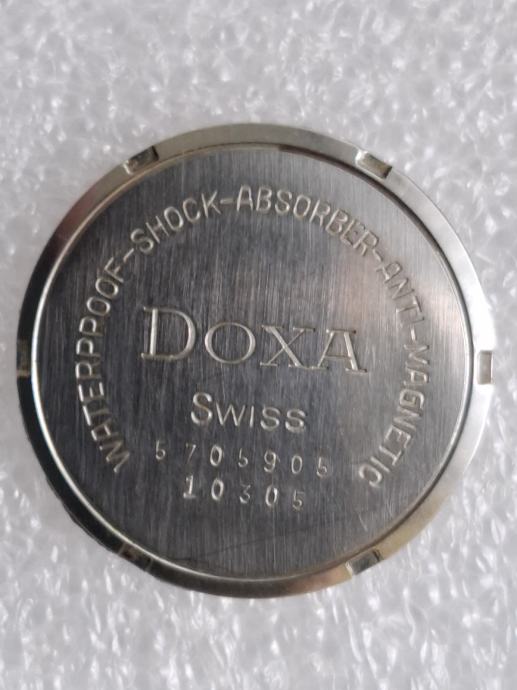 WATERPROOF-SHOCK-ABSORBER-ANTI-MAGNETIC
DOXA
SWISS
5705905
10305